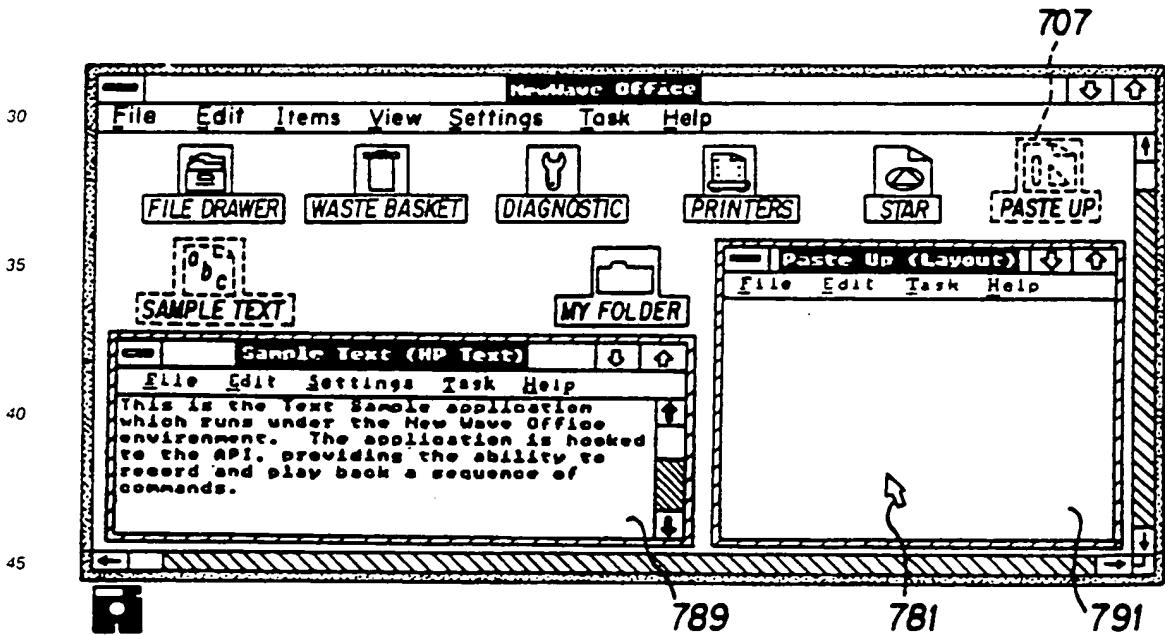 707
NewWave Office
30
File Edit Items View Settings Task Help
FILE DRAWER WASTE BASKET DIAGNOSTIC PRINTERS STAR PASTE UP
35
abc
SAMPLE TEXT MY FOLDER
Paste Up (Layout)
File Edit Task Help
Sample Text (HP Text)
File Edit Settings Task Help
40
This is the Text Sample application
which runs under the New Wave Office
environment. The application is hooked
to the API, providing the ability to
record and play back a sequence of
commands.
45
789 781 791